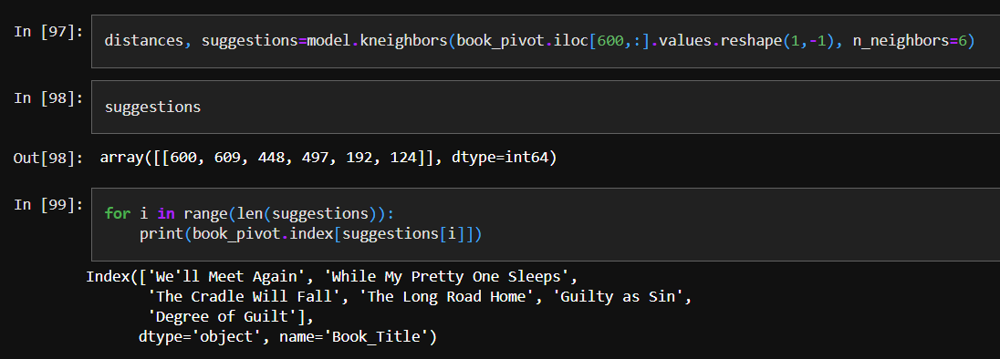 In [97]: distances, suggestions=model.kneighbors(book_pivot.iloc[600,:].values.reshape(1,-1), n_neighbors=6)
In [98]: suggestions
Out[98]: array([[600, 609, 448, 497, 192, 124]], dtype=int64)
In [99]: for i in range(len(suggestions)):
    print(book_pivot.index[suggestions[i]])
Index(['We'll Meet Again', 'While My Pretty One Sleeps',
       'The Cradle Will Fall', 'The Long Road Home', 'Guilty as Sin',
       'Degree of Guilt'],
      dtype='object', name='Book_Title')